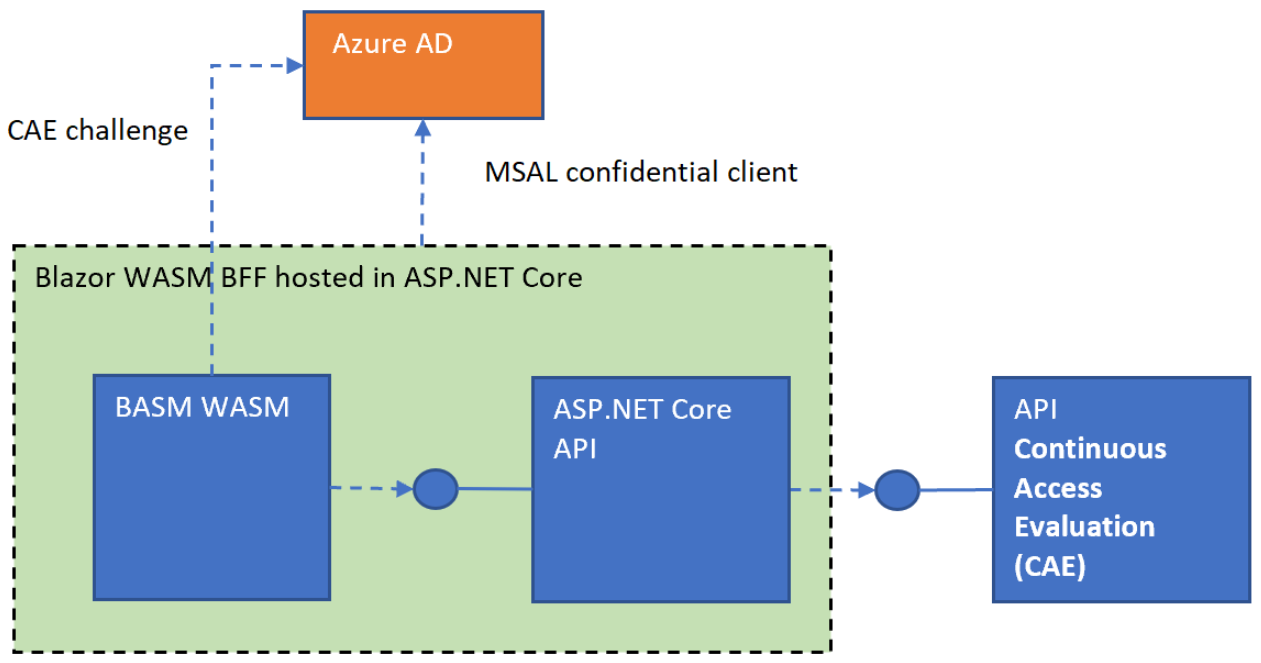 Azure AD
CAE challenge
MSAL confidential client
Blazor WASM BFF hosted in ASP.NET Core
BASM WASM
ASP.NET Core
API
API
Continuous
Access
Evaluation
(CAE)